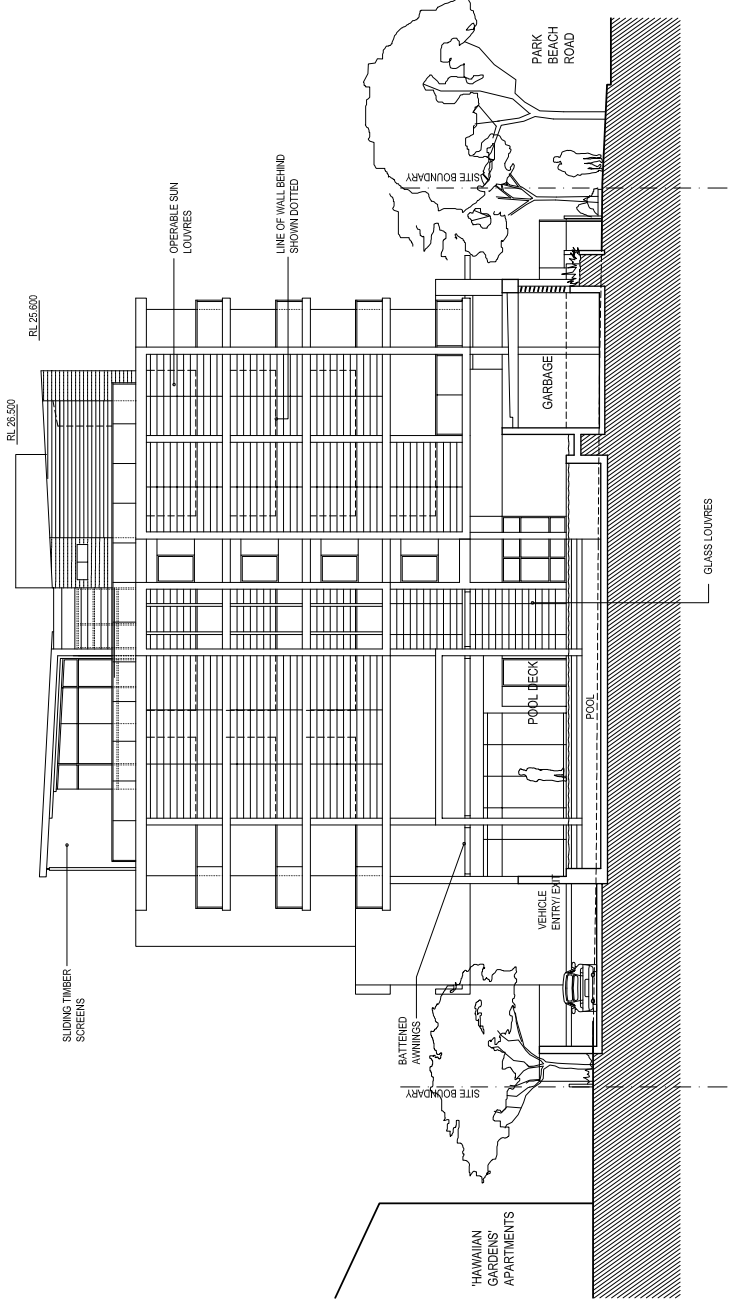 RL 26.500
RL 25.600
SLIDING TIMBER
SCREENS
OPERABLE SUN
LOUVRES
LINE OF WALL BEHIND
SHOWN DOTTED
BATTENED
AWNINGS
SITE BOUNDARY
SITE BOUNDARY
'HAWAIIAN
GARDENS'
APARTMENTS
VEHICLE
ENTRY/ EXIT
POOL DECK
POOL
GARBAGE
PARK
BEACH
ROAD
GLASS LOUVRES